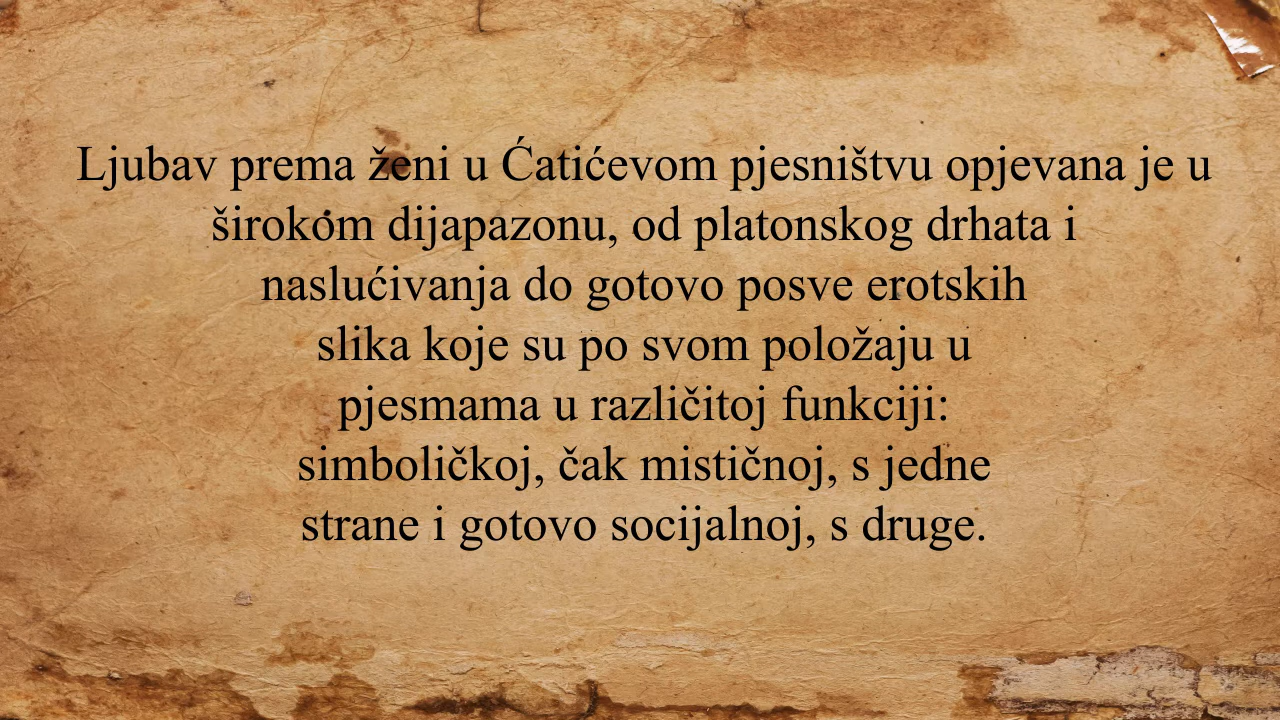 Ljubav prema ženi u Ćatićevom pjesništvu opjevana je u
širokom dijapazonu, od platonskog drhata i
naslućivanja do gotovo posve erotskih
slika koje su po svom položaju u
pjesmama u različitoj funkciji:
simboličkoj, čak mističnoj, s jedne
strane i gotovo socijalnoj, s druge.